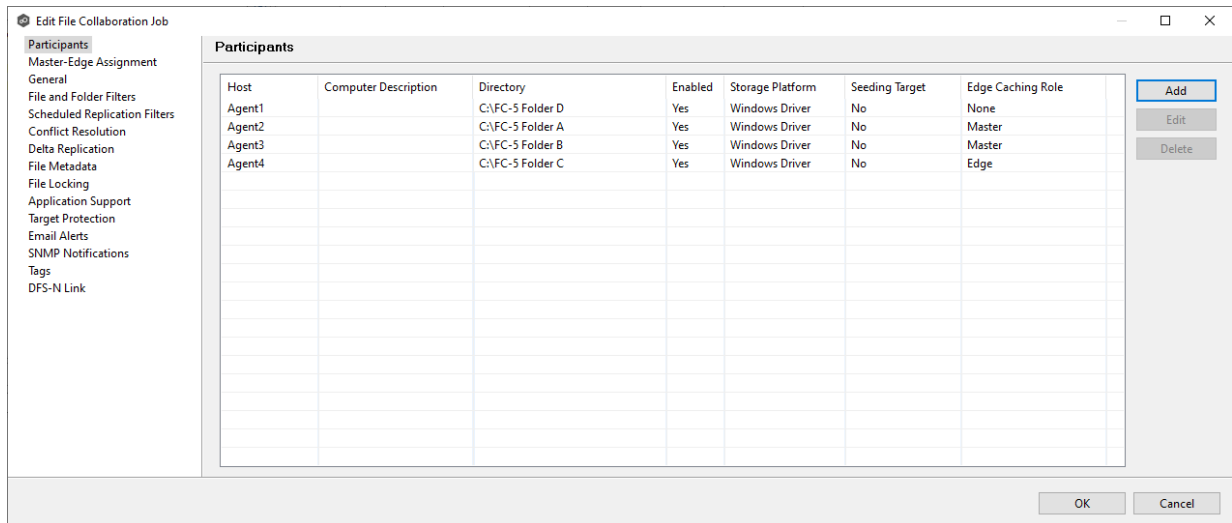 Edit File Collaboration Job
Participants
Master-Edge Assignment
General
File and Folder Filters
Scheduled Replication Filters
Conflict Resolution
Delta Replication
File Metadata
File Locking
Application Support
Target Protection
Email Alerts
SNMP Notifications
Tags
DFS-N Link
Participants
Host Computer Description Directory Enabled Storage Platform Seeding Target Edge Caching Role
Agent1 C:\FC-5 Folder D Yes Windows Driver No None
Agent2 C:\FC-5 Folder A Yes Windows Driver No Master
Agent3 C:\FC-5 Folder B Yes Windows Driver No Master
Agent4 C:\FC-5 Folder C Yes Windows Driver No Edge
Add
Edit
Delete
OK Cancel